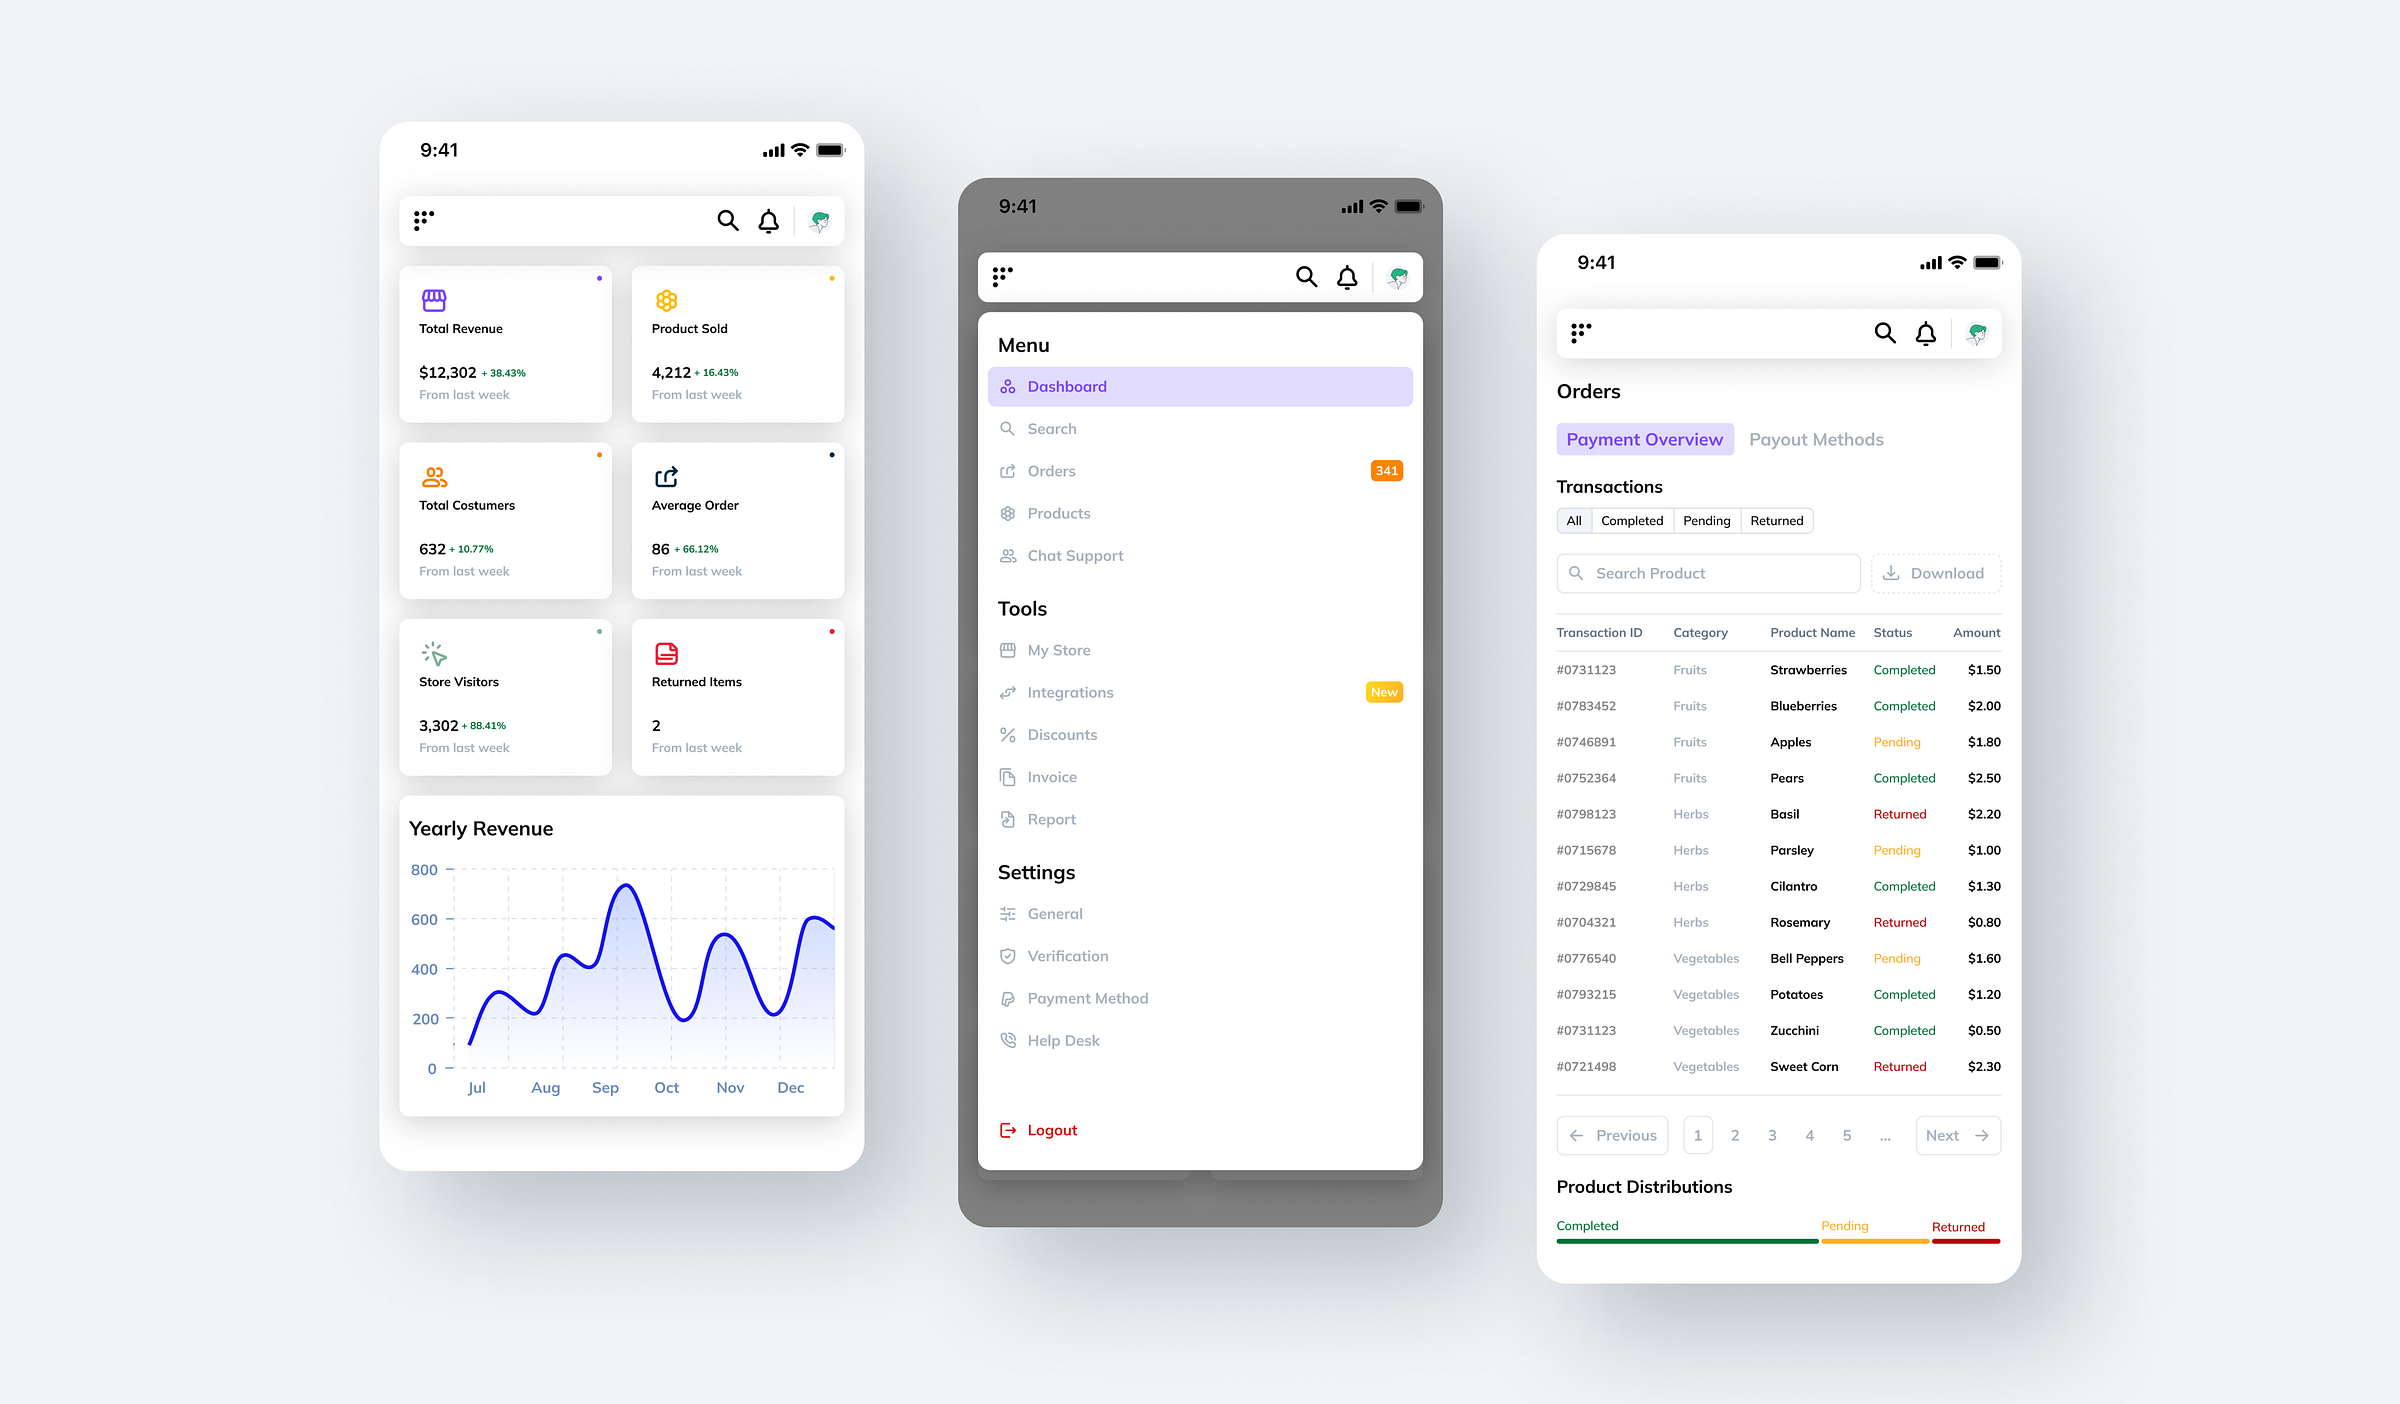 9:41
Total Revenue
$12,302 + 38.43%
From last week
Product Sold
4,212 + 16.43%
From last week
Total Costumers
632 + 10.77%
From last week
Average Order
86 + 66.12%
From last week
Store Visitors
3,302 + 88.41%
From last week
Returned Items
2
From last week
Yearly Revenue
800
600
400
200
0
Jul Aug Sep Oct Nov Dec
9:41
Menu
Dashboard
Search
Orders 341
Products
Chat Support
Tools
My Store
Integrations New
Discounts
Invoice
Report
Settings
General
Verification
Payment Method
Help Desk
Logout
9:41
Orders
Payment Overview Payout Methods
Transactions
All Completed Pending Returned
Search Product Download
Transaction ID Category Product Name Status Amount
#0731123 Fruits Strawberries Completed $1.50
#0783452 Fruits Blueberries Completed $2.00
#0746891 Fruits Apples Pending $1.80
#0752364 Fruits Pears Completed $2.50
#0798123 Herbs Basil Returned $2.20
#0715678 Herbs Parsley Pending $1.00
#0729845 Herbs Cilantro Completed $1.30
#0704321 Herbs Rosemary Returned $0.80
#0776540 Vegetables Bell Peppers Pending $1.60
#0793215 Vegetables Potatoes Completed $1.20
#0731123 Vegetables Zucchini Completed $0.50
#0721498 Vegetables Sweet Corn Returned $2.30
Previous 1 2 3 4 5 ... Next
Product Distributions
Completed Pending Returned